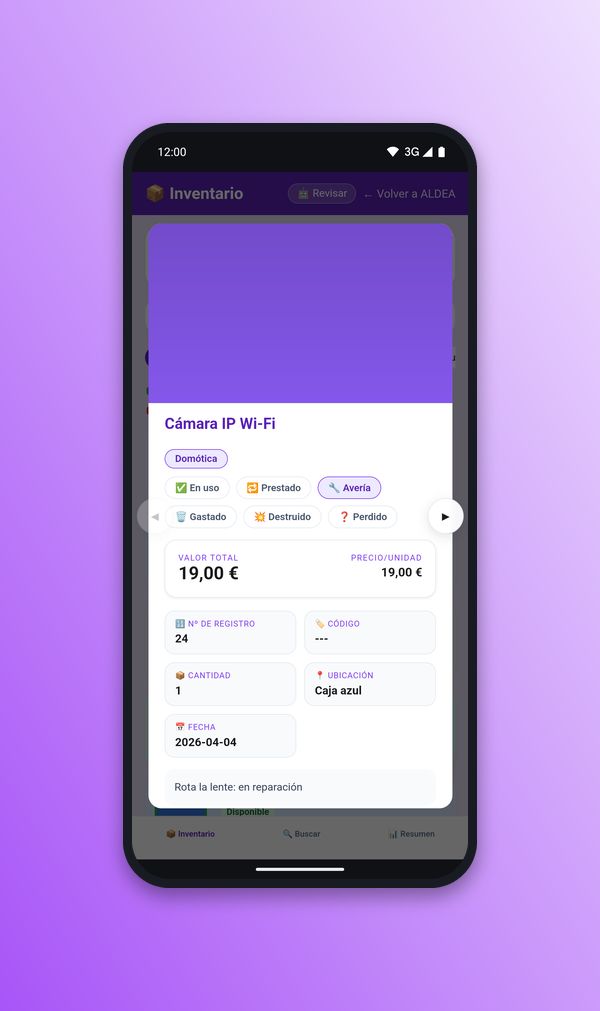 12:00 3G
📦 Inventario 🤖 Revisar ← Volver a ALDEA
Cámara IP Wi-Fi
Domótica
✅ En uso 🔁 Prestado 🔧 Avería
◀ 🗑️ Gastado 💥 Destruido ❓ Perdido ▶
VALOR TOTAL PRECIO/UNIDAD
19,00 € 19,00 €
🔢 Nº DE REGISTRO 🏷️ CÓDIGO
24 ---
📦 CANTIDAD 📍 UBICACIÓN
1 Caja azul
📅 FECHA
2026-04-04
Rota la lente: en reparación
Disponible
📦 Inventario 🔍 Buscar 📊 Resumen